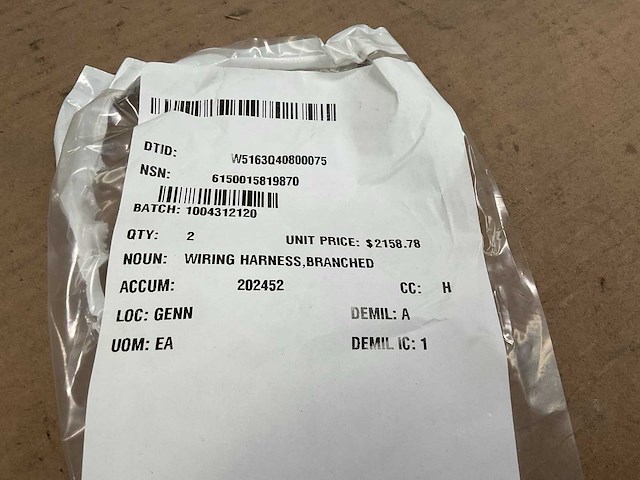 DTID: W5163Q40800075
NSN: 6150015819870
BATCH: 1004312120
QTY: 2 UNIT PRICE: $2158.78
NOUN: WIRING HARNESS,BRANCHED
ACCUM: 202452 CC: H
LOC: GENN DEMIL: A
UOM: EA DEMIL IC: 1